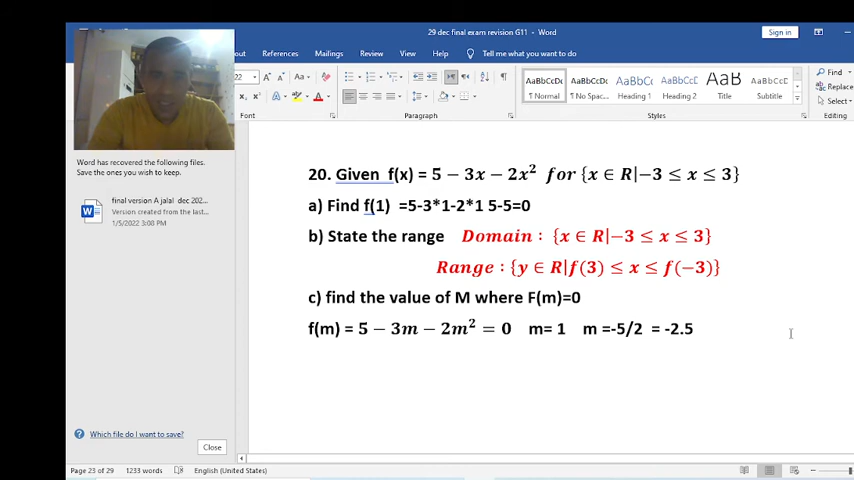 29 dec final exam revision G11 - Word
Sign in
References Mailings Review View Help Tell me what you want to do
22 Aa
AaBbCcDc AaBbCcDc AaBbCc AaBbCcC AaB AaBbCcD
¶ Normal ¶ No Spac... Heading 1 Heading 2 Title Subtitle
Find
Replace
Select
Font Paragraph Styles Editing
Word has recovered the following files.
Save the ones you wish to keep.
final version A jalal dec 202...
Version created from the last...
1/5/2022 3:08 PM
20. Given f(x) = 5 − 3x − 2x² for {x ∈ R|−3 ≤ x ≤ 3}
a) Find f(1) =5-3*1-2*1 5-5=0
b) State the range Domain : {x ∈ R|−3 ≤ x ≤ 3}
Range : {y ∈ R|f(3) ≤ x ≤ f(−3)}
c) find the value of M where F(m)=0
f(m) = 5 − 3m − 2m² = 0 m= 1 m =-5/2 = -2.5
Which file do I want to save?
Close
Page 23 of 29 1233 words English (United States)